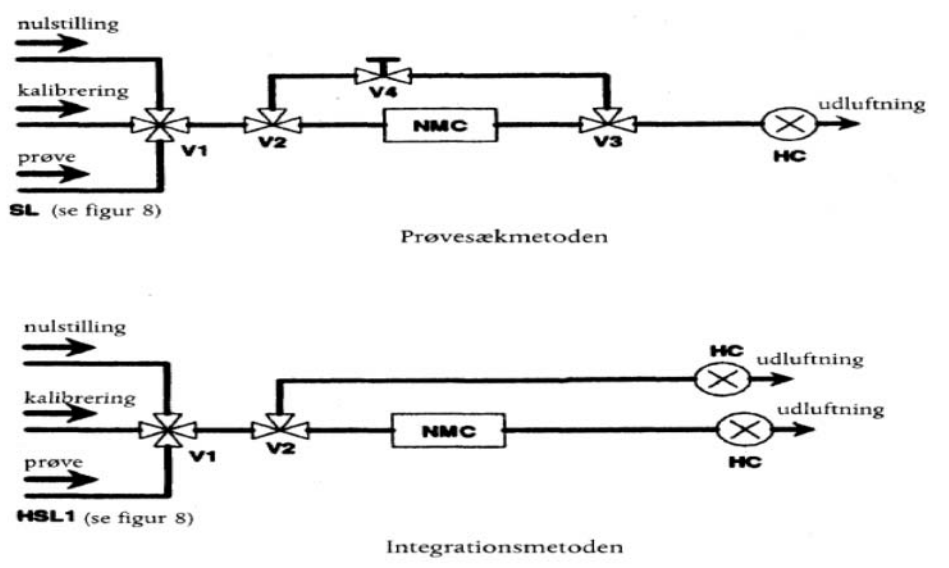 nulstilling
kalibrering
udluftning
V4
NMC
V1
V2
V3
HC
prøve
SL (se figur 8)
Prøvesækmetoden
nulstilling
HC
udluftning
kalibrering
udluftning
NMC
V1
V2
HC
prøve
HSL1 (se figur 8)
Integrationsmetoden